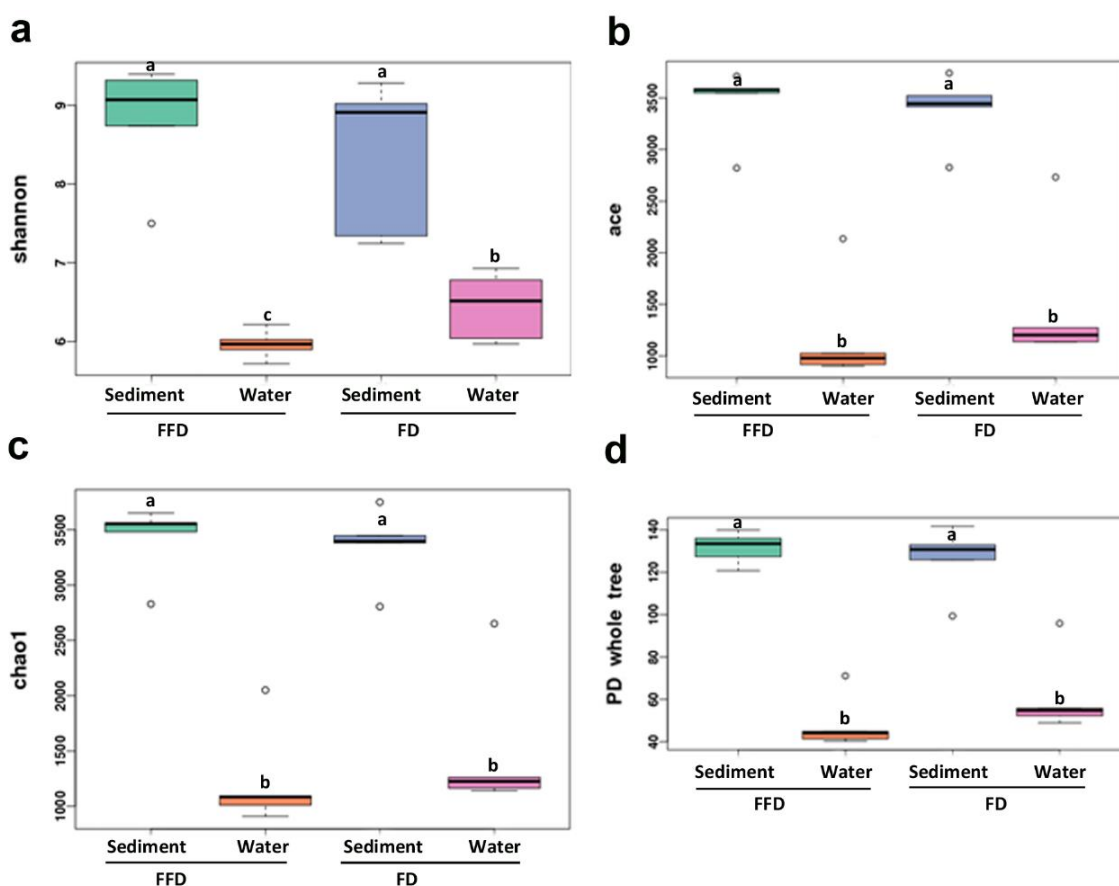 a
shannon
9
8
7
6
a
c
a
b
Sediment Water Sediment Water
FFD FD
b
ace
3500
3000
2500
2000
1500
1000
a
b
a
b
Sediment Water Sediment Water
FFD FD
c
chao1
3500
3000
2500
2000
1500
1000
a
b
a
b
Sediment Water Sediment Water
FFD FD
d
PD whole tree
140
120
100
80
60
40
a
b
a
b
Sediment Water Sediment Water
FFD FD